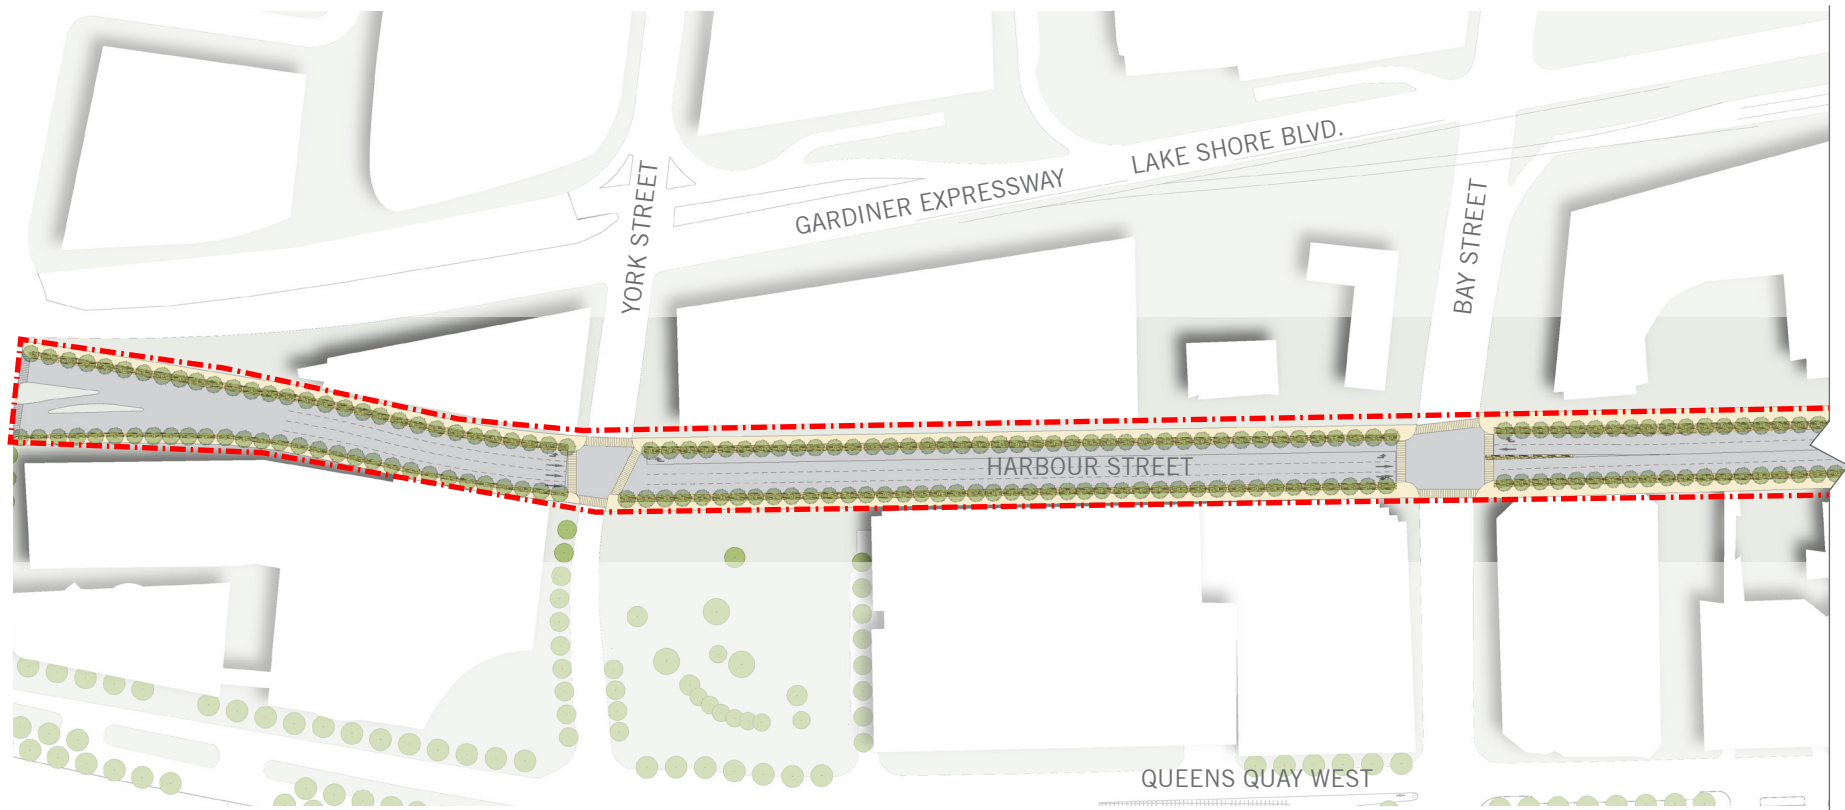 LAKE SHORE BLVD.
GARDINER EXPRESSWAY
YORK STREET
BAY STREET
HARBOUR STREET
QUEENS QUAY WEST